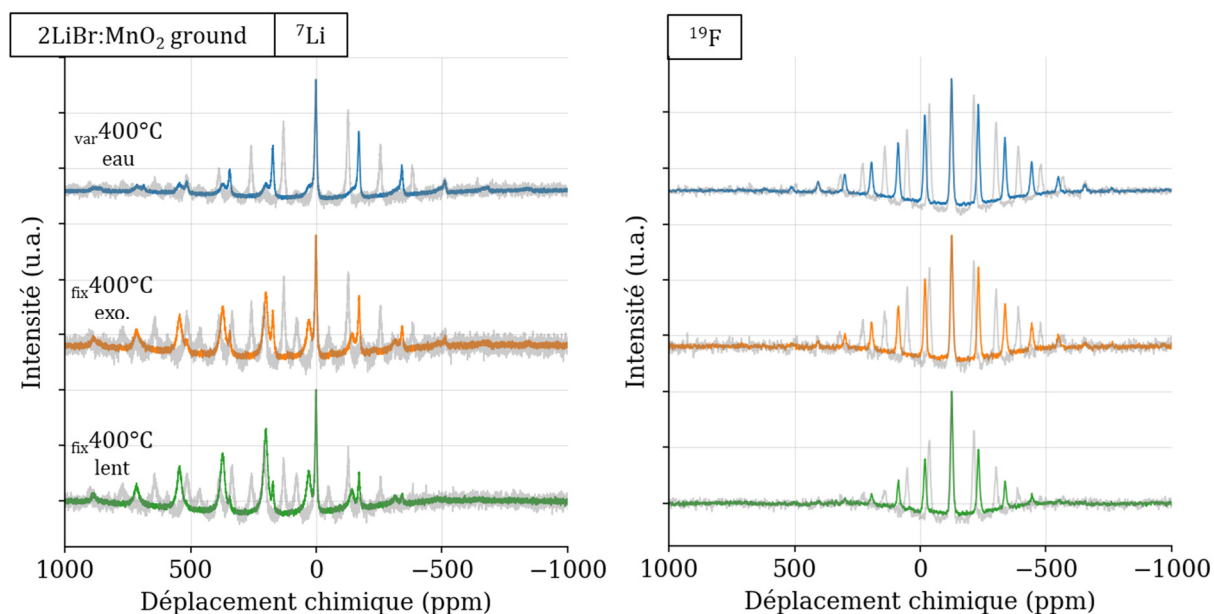 2LiBr:MnO₂ ground
⁷Li
¹⁹F
var400°C
eau
fix400°C
exo.
fix400°C
lent
Intensité (u.a.)
Intensité (u.a.)
1000 500 0 −500 −1000
1000 500 0 −500 −1000
Déplacement chimique (ppm)
Déplacement chimique (ppm)